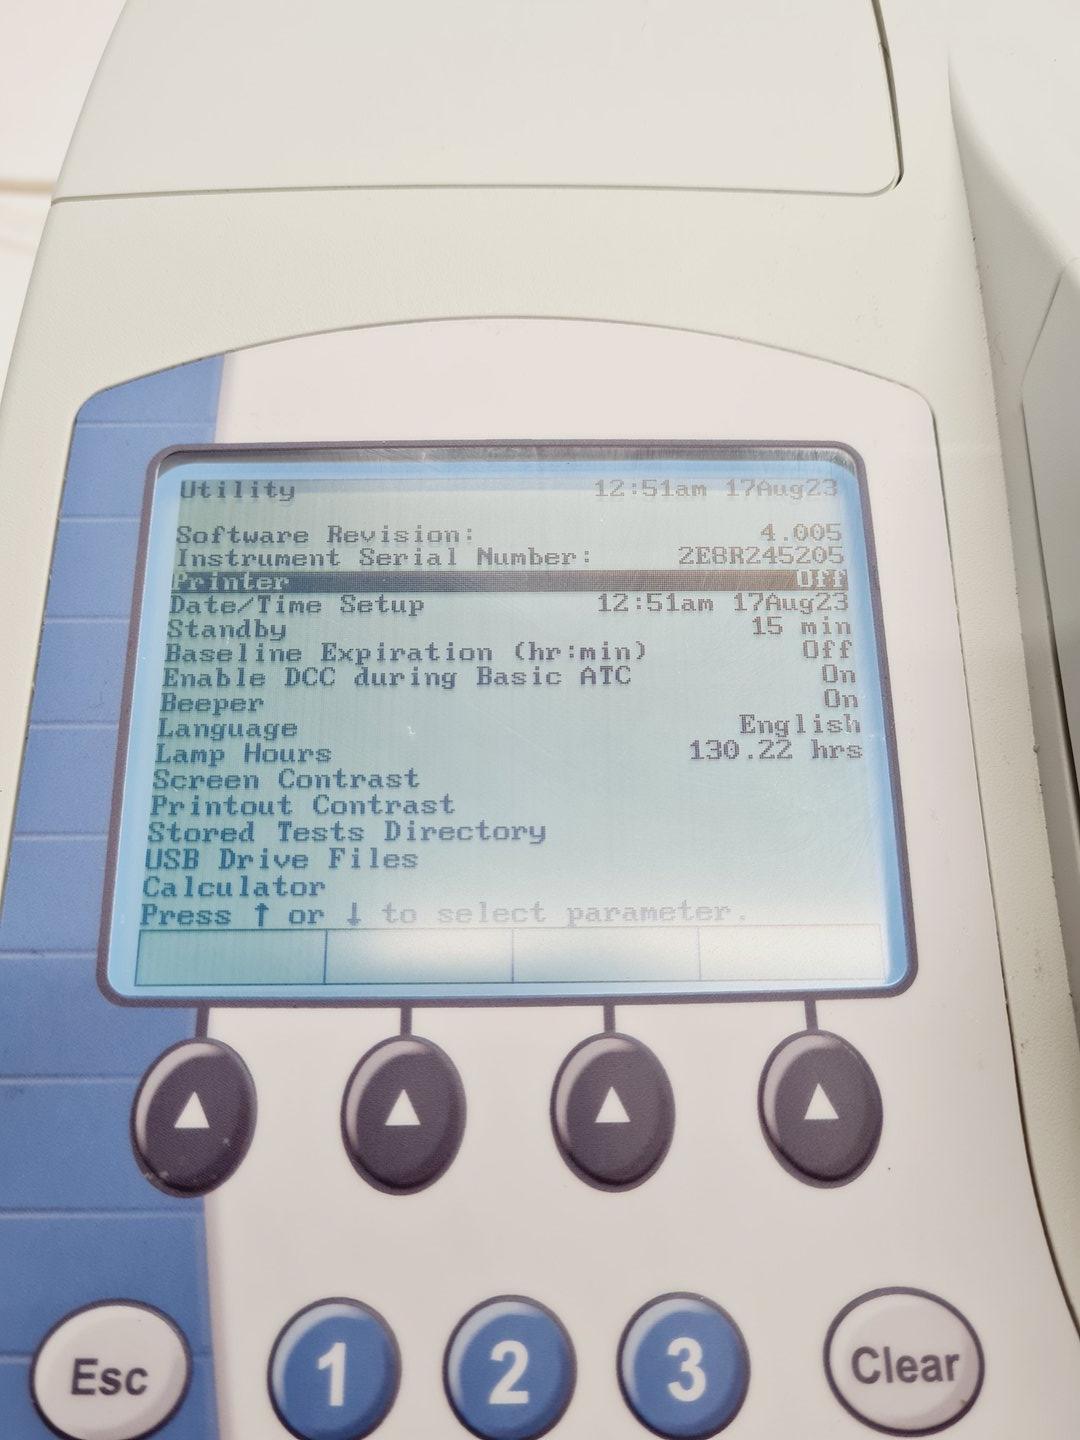 Utility 12:51am 17Aug23
Software Revision: 4.005
Instrument Serial Number: 2E8R245205
Printer Off
Date/Time Setup 12:51am 17Aug23
Standby 15 min
Baseline Expiration (hr:min) Off
Enable DCC during Basic ATC On
Beeper On
Language English
Lamp Hours 130.22 hrs
Screen Contrast
Printout Contrast
Stored Tests Directory
USB Drive Files
Calculator
Press ↑ or ↓ to select parameter.
Esc 1 2 3 Clear